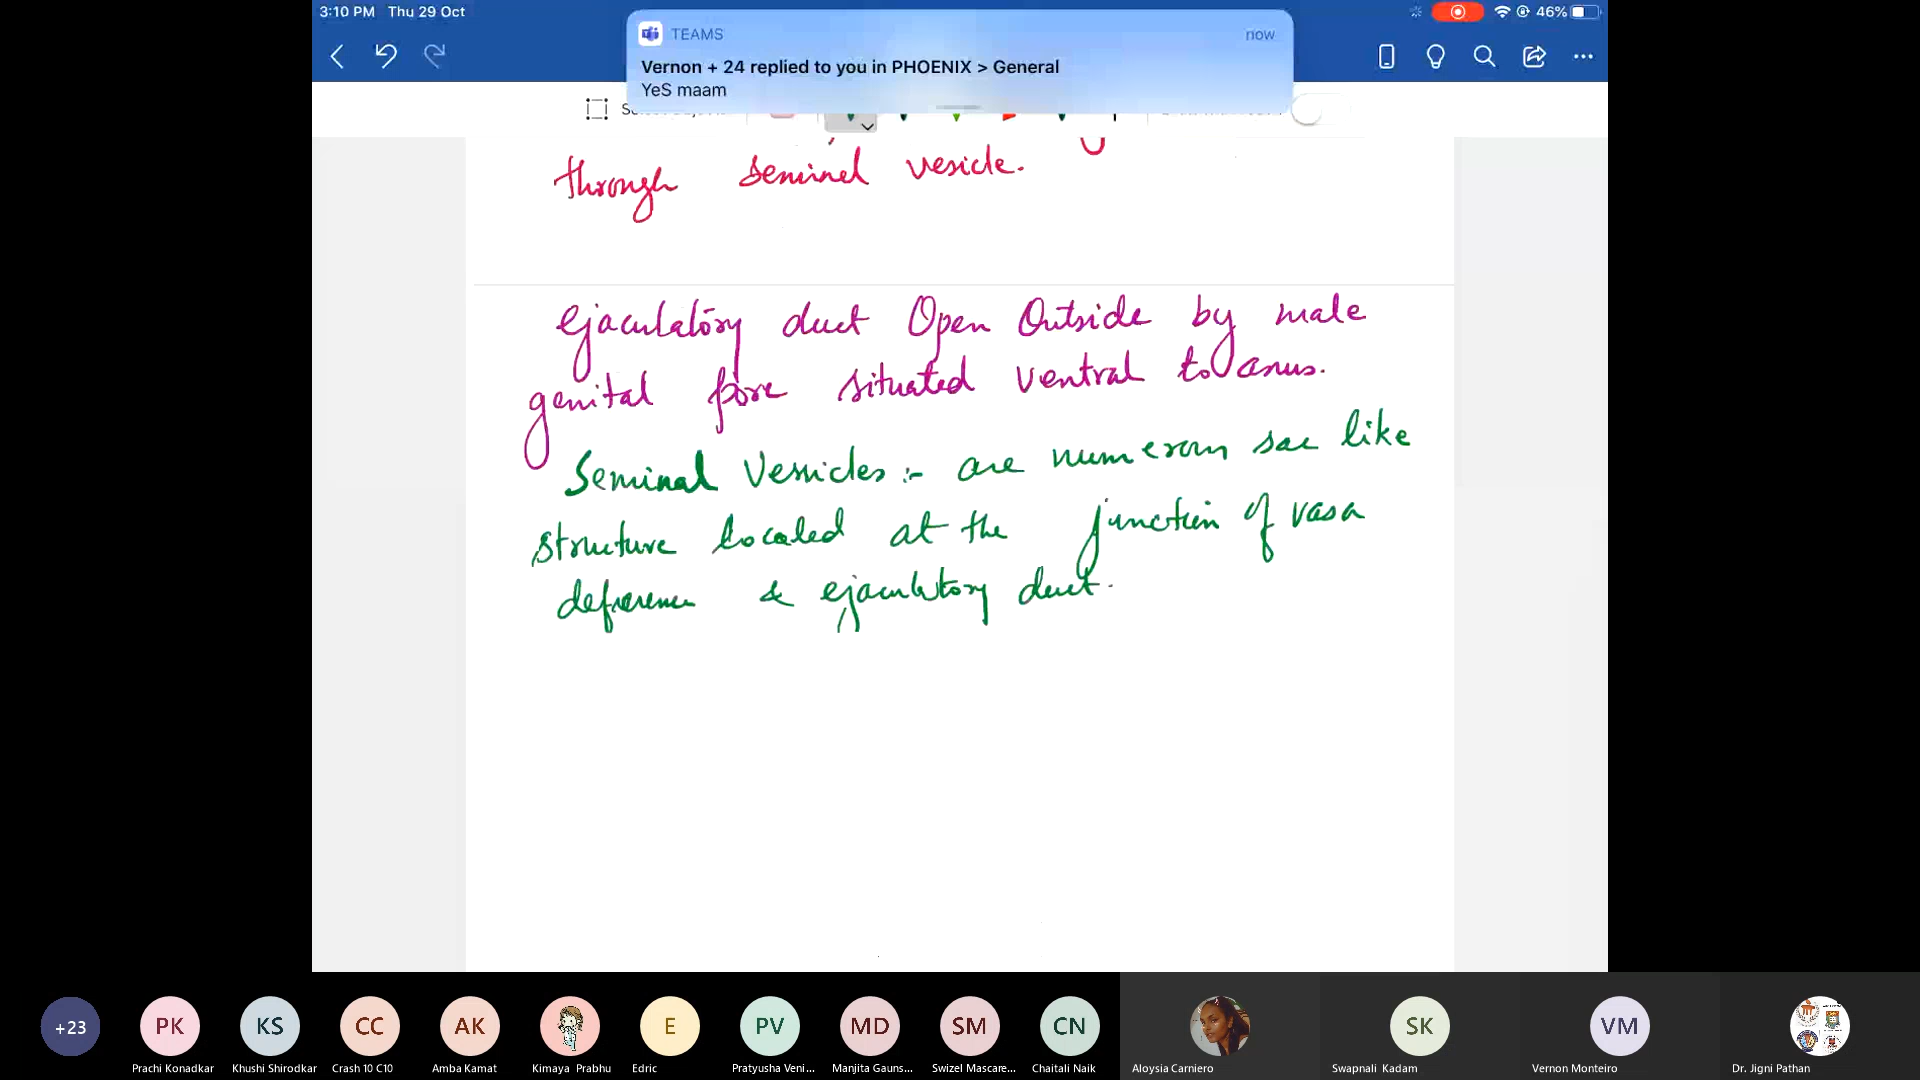 3:10 PM Thu 29 Oct
46%
TEAMS
now
Vernon + 24 replied to you in PHOENIX > General
YeS maam
through seminal vesicle.
Ejaculatory duct Open Outside by male
genital pore situated ventral to anus.
Seminal Vessicles :- are numerous sac like
structure located at the junction of vasa
deference & ejaculatory duct.
+23
PK
KS
CC
AK
E
PV
MD
SM
CN
SK
VM
Prachi Konadkar
Khushi Shirodkar
Crash 10 C10
Amba Kamat
Kimaya Prabhu
Edric
Pratyusha Veni...
Manjita Gauns...
Swizel Mascare...
Chaitali Naik
Aloysia Carniero
Swapnali Kadam
Vernon Monteiro
Dr. Jigni Pathan